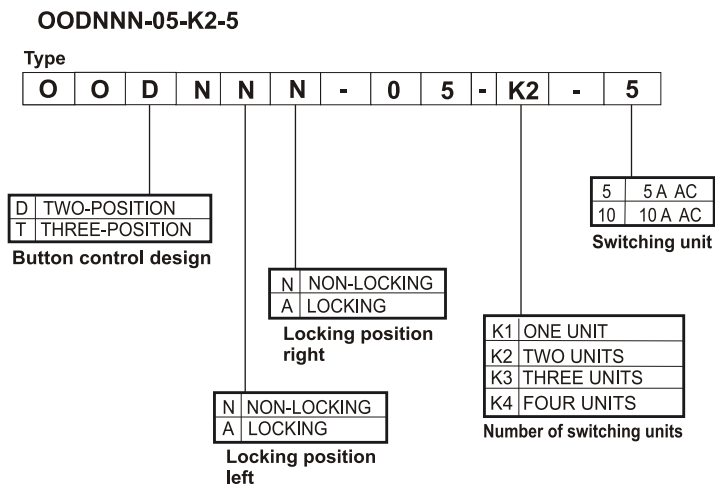 OODNNN-05-K2-5
Type
O O D N N N - 0 5 - K2 - 5
D TWO-POSITION
T THREE-POSITION
Button control design
5 5 A AC
10 10 A AC
Switching unit
N NON-LOCKING
A LOCKING
Locking position
right
K1 ONE UNIT
K2 TWO UNITS
K3 THREE UNITS
K4 FOUR UNITS
Number of switching units
N NON-LOCKING
A LOCKING
Locking position
left